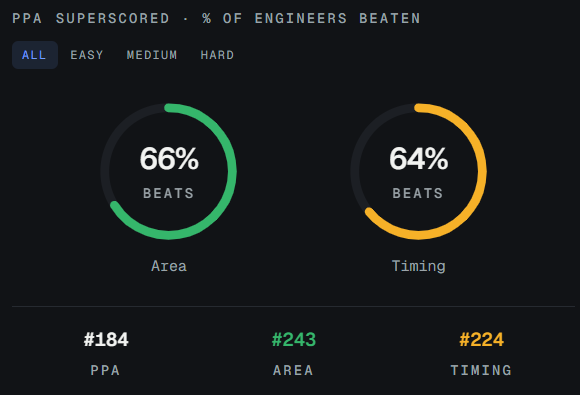 PPA SUPERSCORED · % OF ENGINEERS BEATEN
ALL EASY MEDIUM HARD
66% 64%
BEATS BEATS
Area Timing
#184 #243 #224
PPA AREA TIMING